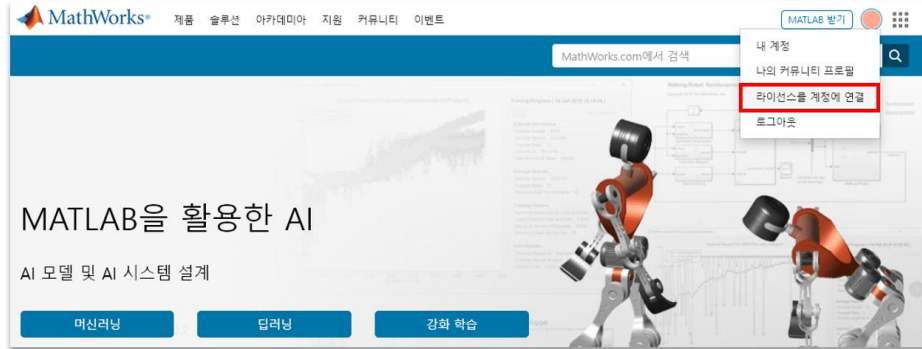 MathWorks®
제품 솔루션 아카데미아 지원 커뮤니티 이벤트
MATLAB 받기
MathWorks.com에서 검색
내 계정
나의 커뮤니티 프로필
라이선스를 계정에 연결
로그아웃
MATLAB을 활용한 AI
AI 모델 및 AI 시스템 설계
머신러닝 딥러닝 강화 학습